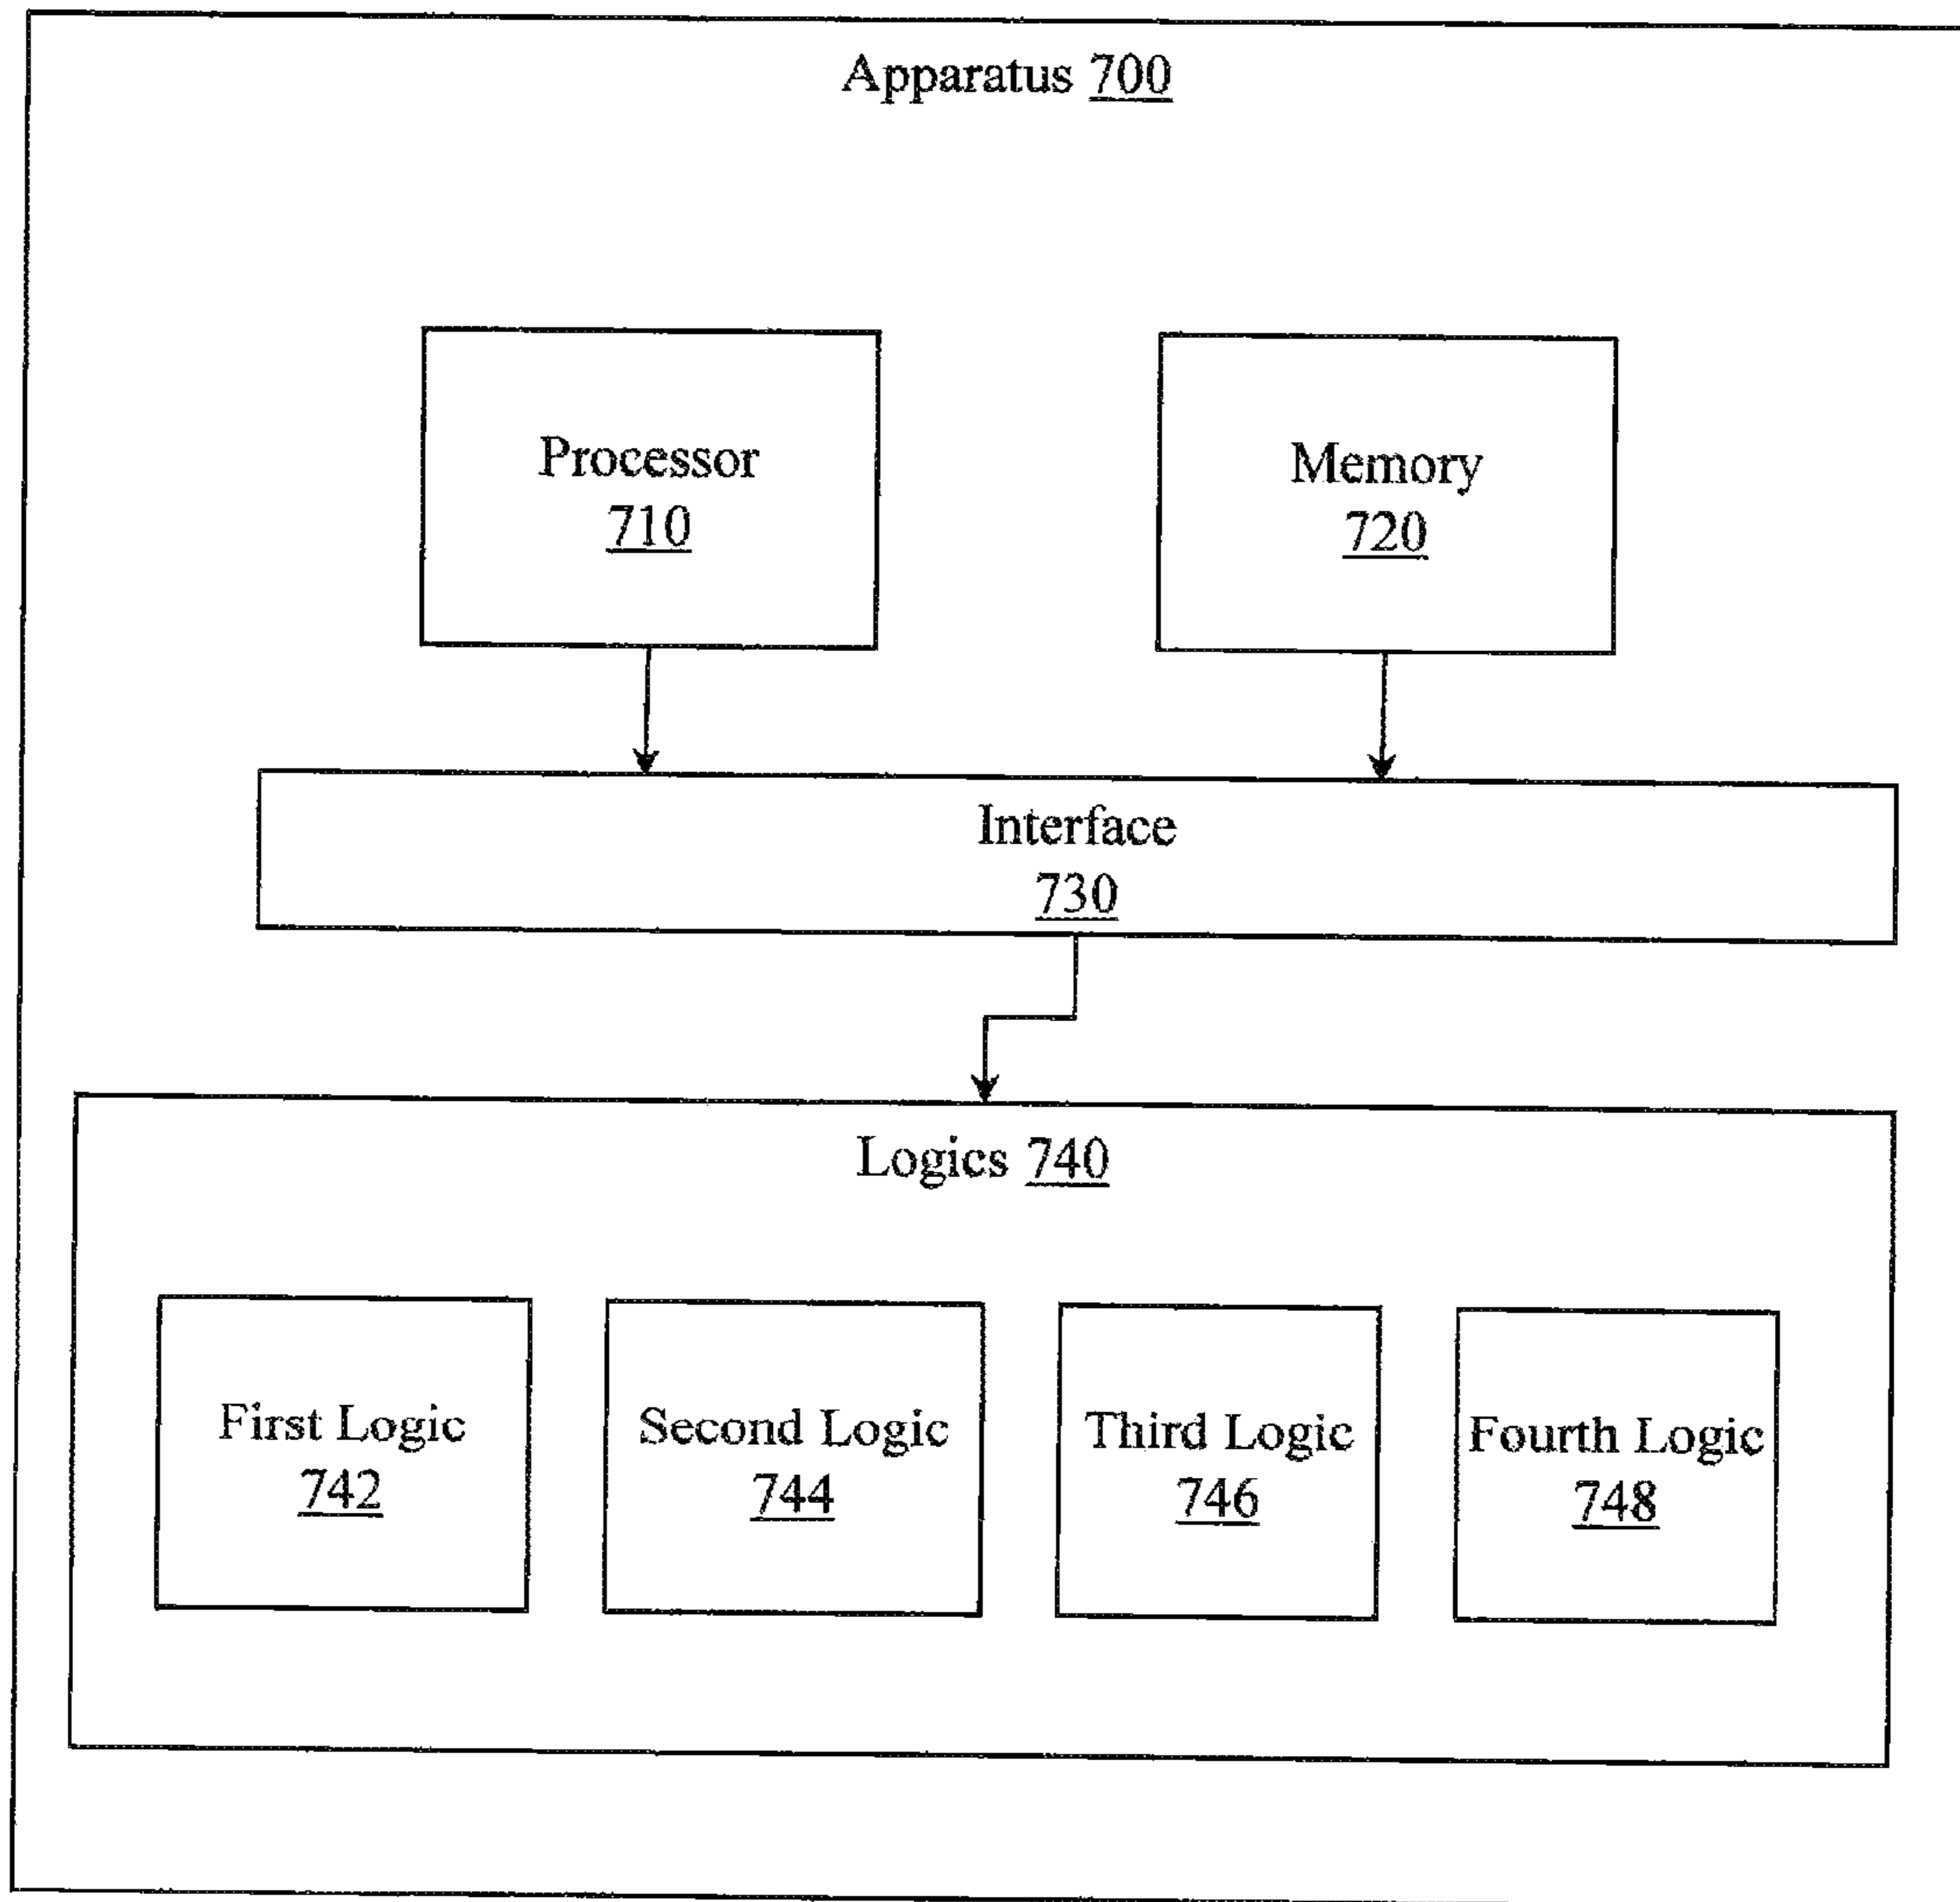 Apparatus 700
Processor
710
Memory
720
Interface
730
Logics 740
First Logic
742
Second Logic
744
Third Logic
746
Fourth Logic
748